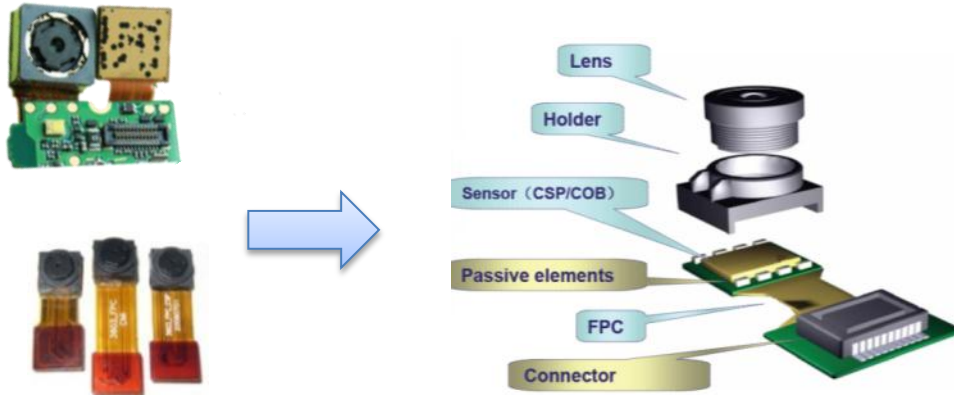 Lens
Holder
Sensor（CSP/COB）
Passive elements
FPC
Connector